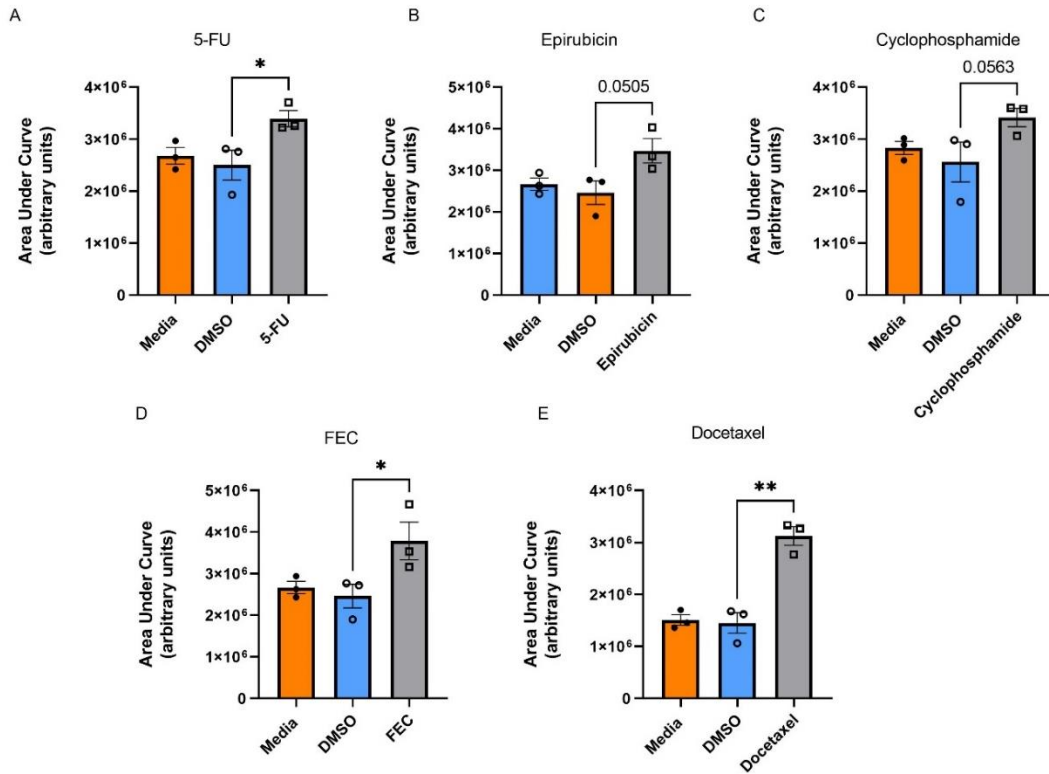 A
5-FU
*
4×10⁶
3×10⁶
2×10⁶
1×10⁶
0
Area Under Curve
(arbitrary units)
Media
DMSO
5-FU
B
Epirubicin
0.0505
5×10⁶
4×10⁶
3×10⁶
2×10⁶
1×10⁶
0
Area Under Curve
(arbitrary units)
Media
DMSO
Epirubicin
C
Cyclophosphamide
0.0563
4×10⁶
3×10⁶
2×10⁶
1×10⁶
0
Area Under Curve
(arbitrary units)
Media
DMSO
Cyclophosphamide
D
FEC
*
5×10⁶
4×10⁶
3×10⁶
2×10⁶
1×10⁶
0
Area Under Curve
(arbitrary units)
Media
DMSO
FEC
E
Docetaxel
**
4×10⁶
3×10⁶
2×10⁶
1×10⁶
0
Area Under Curve
(arbitrary units)
Media
DMSO
Docetaxel